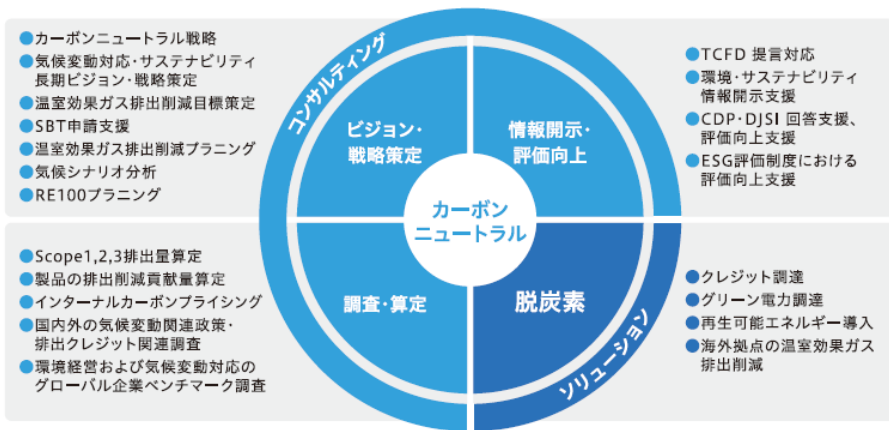 ●カーボンニュートラル戦略
●気候変動対応・サステナビリティ
長期ビジョン・戦略策定
●温室効果ガス排出削減目標策定
●SBT申請支援
●温室効果ガス排出削減プラニング
●気候シナリオ分析
●RE100プラニング
コンサルティング
ビジョン・
戦略策定
情報開示・
評価向上
●TCFD 提言対応
●環境・サステナビリティ
情報開示支援
●CDP・DJSI 回答支援、
評価向上支援
●ESG評価制度における
評価向上支援
カーボン
ニュートラル
●Scope1,2,3排出量算定
●製品の排出削減貢献量算定
●インターナルカーボンプライシング
●国内外の気候変動関連政策・
排出クレジット関連調査
●環境経営および気候変動対応の
グローバル企業ベンチマーク調査
調査・算定
脱炭素
ソリューション
●クレジット調達
●グリーン電力調達
●再生可能エネルギー導入
●海外拠点の温室効果ガス
排出削減